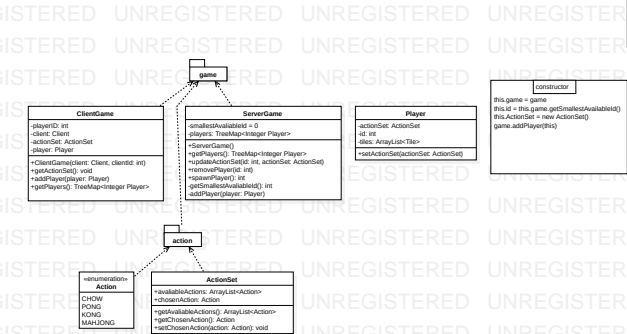 UNREGISTERED UNREGISTERED UNREGISTERED UNREGISTERED
game
ClientGame
-playerID: int
-client: Client
-actionSet: ActionSet
-player: Player
+ClientGame(client: Client, clientId: int)
+getActionSet(): void
+addPlayer(player: Player)
+getPlayers(): TreeMap<Integer Player>
ServerGame
-smallestAvaliableId = 0
-players: TreeMap<Integer Player>
+ServerGame()
+getPlayers(): TreeMap<Integer Player>
+updateActionSet(id: int, actionSet: ActionSet)
+removePlayer(id: int)
+spawnPlayer(): int
-getSmallestAvaliableId(): int
-addPlayer(player: Player)
Player
-actionSet: ActionSet
-id: int
-tiles: ArrayList<Tile>
+setActionSet(actionSet: ActionSet)
constructor
this.game = game
this.id = this.game.getSmallestAvailableId()
this.ActionSet = new ActionSet()
game.addPlayer(this)
action
«enumeration»
Action
CHOW
PONG
KONG
MAHJONG
ActionSet
+avaliableActions: ArrayList<Action>
+chosenAction: Action
+getAvaliableActions(): ArrayList<Action>
+getChosenAction(): Action
+setChosenAction(action: Action): void